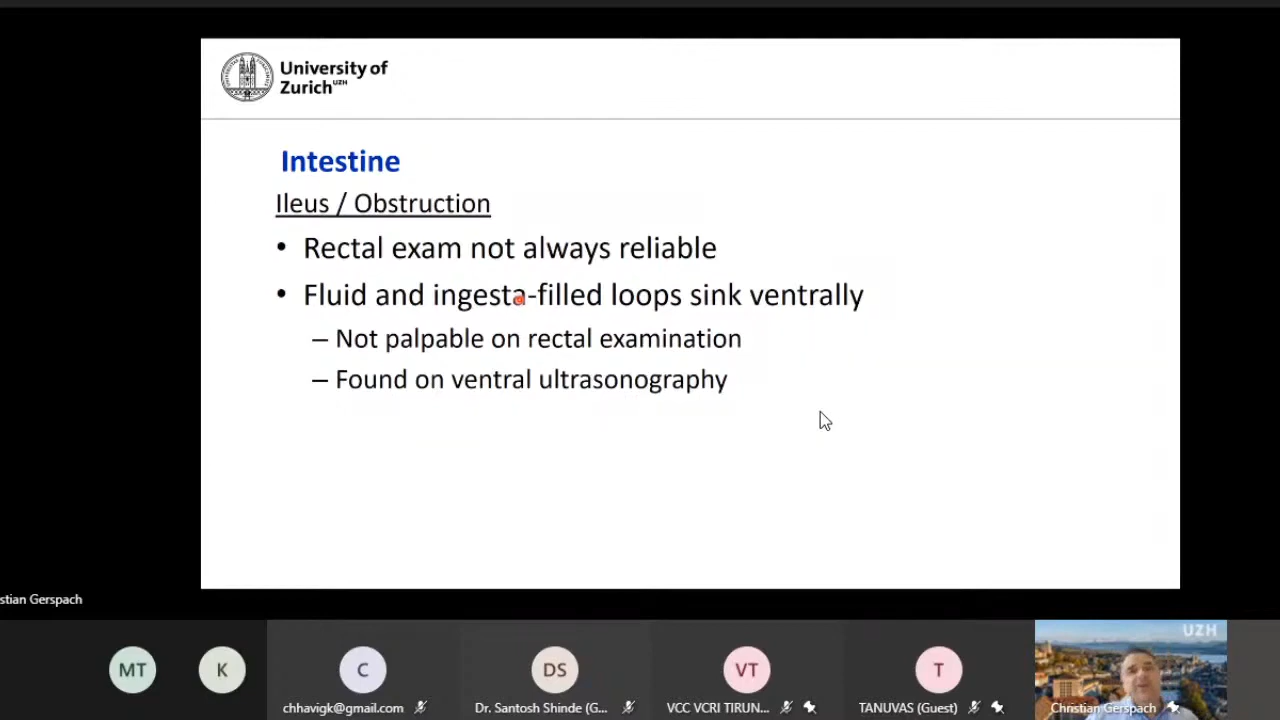 University of
Zurich UZH
Intestine
Ileus / Obstruction
• Rectal exam not always reliable
• Fluid and ingesta-filled loops sink ventrally
– Not palpable on rectal examination
– Found on ventral ultrasonography
stian Gerspach
MT
K
C
DS
VT
T
UZH
chhavigk@gmail.com
Dr. Santosh Shinde (G...
VCC VCRI TIRUN...
TANUVAS (Guest)
Christian Gerspach